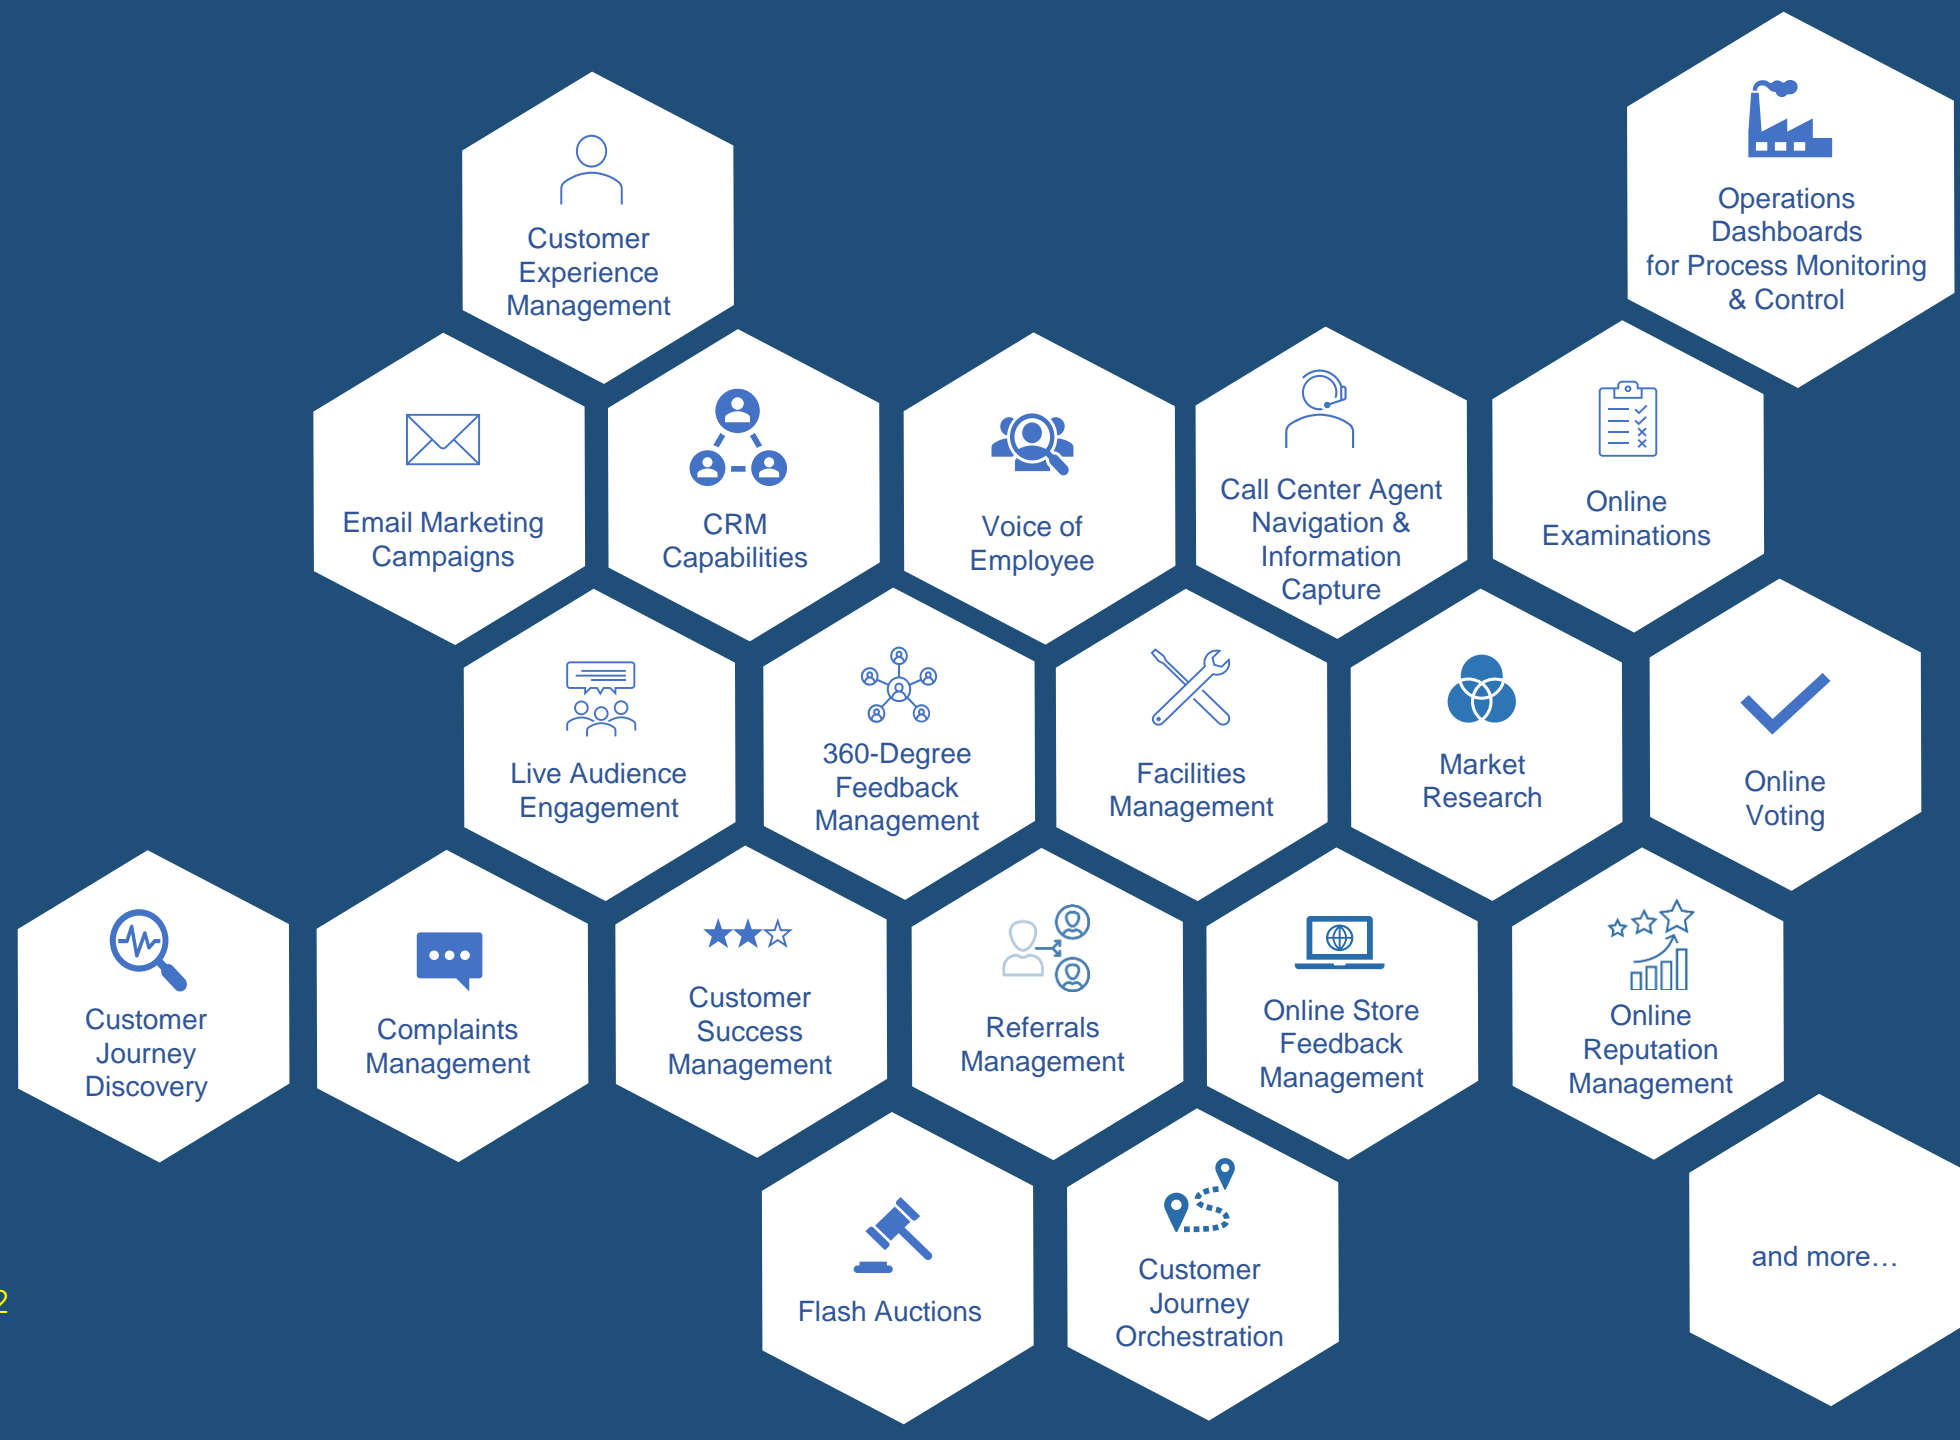 Operations
Dashboards
for Process Monitoring
& Control
Customer
Experience
Management
Email Marketing
Campaigns
CRM
Capabilities
Voice of
Employee
Call Center Agent
Navigation &
Information
Capture
Online
Examinations
Live Audience
Engagement
360-Degree
Feedback
Management
Facilities
Management
Market
Research
Online
Voting
Customer
Journey
Discovery
Complaints
Management
Customer
Success
Management
Referrals
Management
Online Store
Feedback
Management
Online
Reputation
Management
Flash Auctions
Customer
Journey
Orchestration
and more…
2